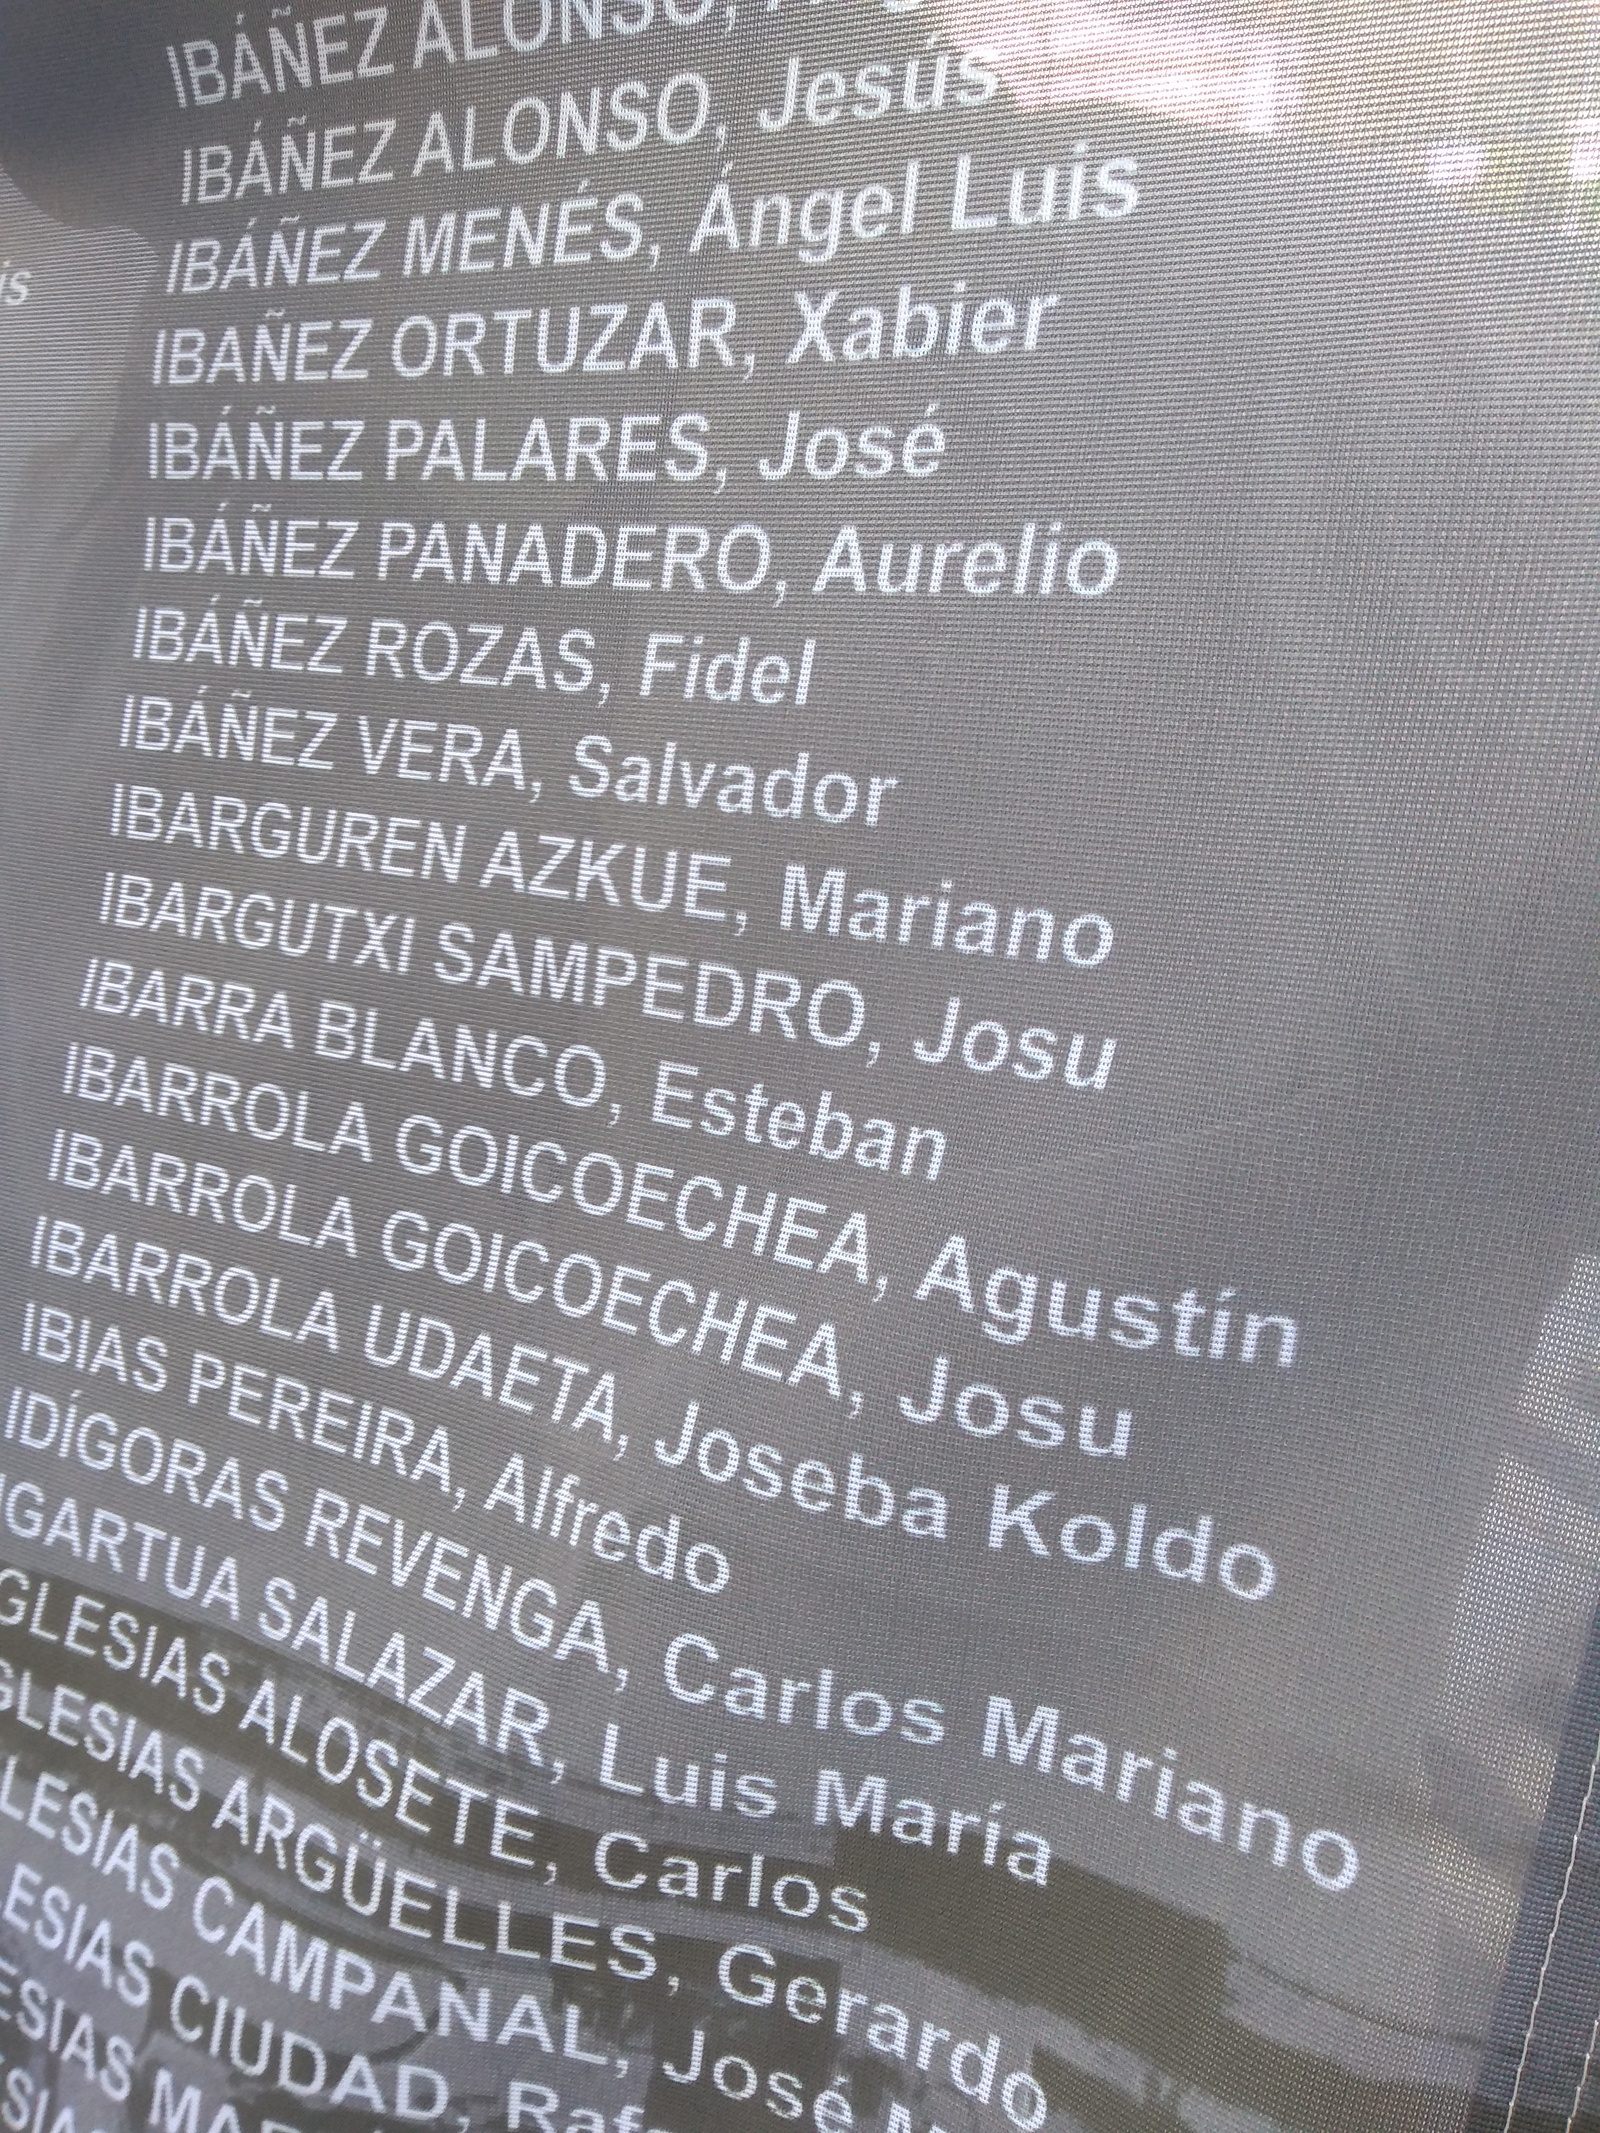 IBÁÑEZ ALONSO,
IBÁÑEZ ALONSO, Jesús
IBÁÑEZ MENÉS, Ángel Luis
IBAÑEZ ORTUZAR, Xabier
IBÁÑEZ PALARES, José
IBÁÑEZ PANADERO, Aurelio
IBÁÑEZ ROZAS, Fidel
IBÁÑEZ VERA, Salvador
IBARGUREN AZKUE, Mariano
IBARGUTXI SAMPEDRO, Josu
IBARRA BLANCO, Esteban
IBARROLA GOICOECHEA, Agustín
IBARROLA GOICOECHEA, Josu
IBARROLA UDAETA, Joseba Koldo
IBIAS PEREIRA, Alfredo
IDÍGORAS REVENGA, Carlos Mariano
IGARTUA SALAZAR, Luis María
GLESIAS ALOSETE, Carlos
GLESIAS ARGÜELLES, Gerardo
LESIAS CAMPANAL, José
ESIAS CIUDAD,
ESIAS